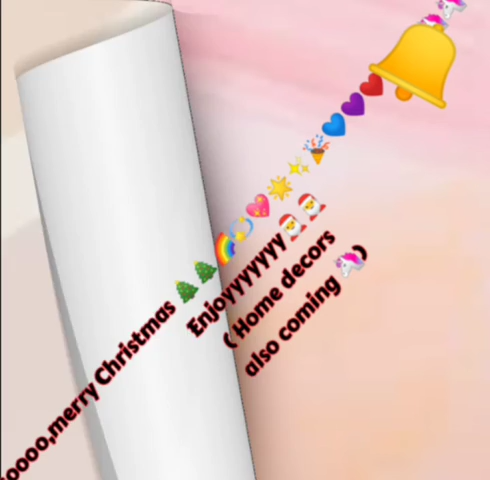 oooo,merry Christmas 🎄🎄🌈💫💖🌟✨🎉💙💜❤️🔔🦄🦄
Enjoyyyyyyy🎅🎅
( Home decors
also coming 🦄)